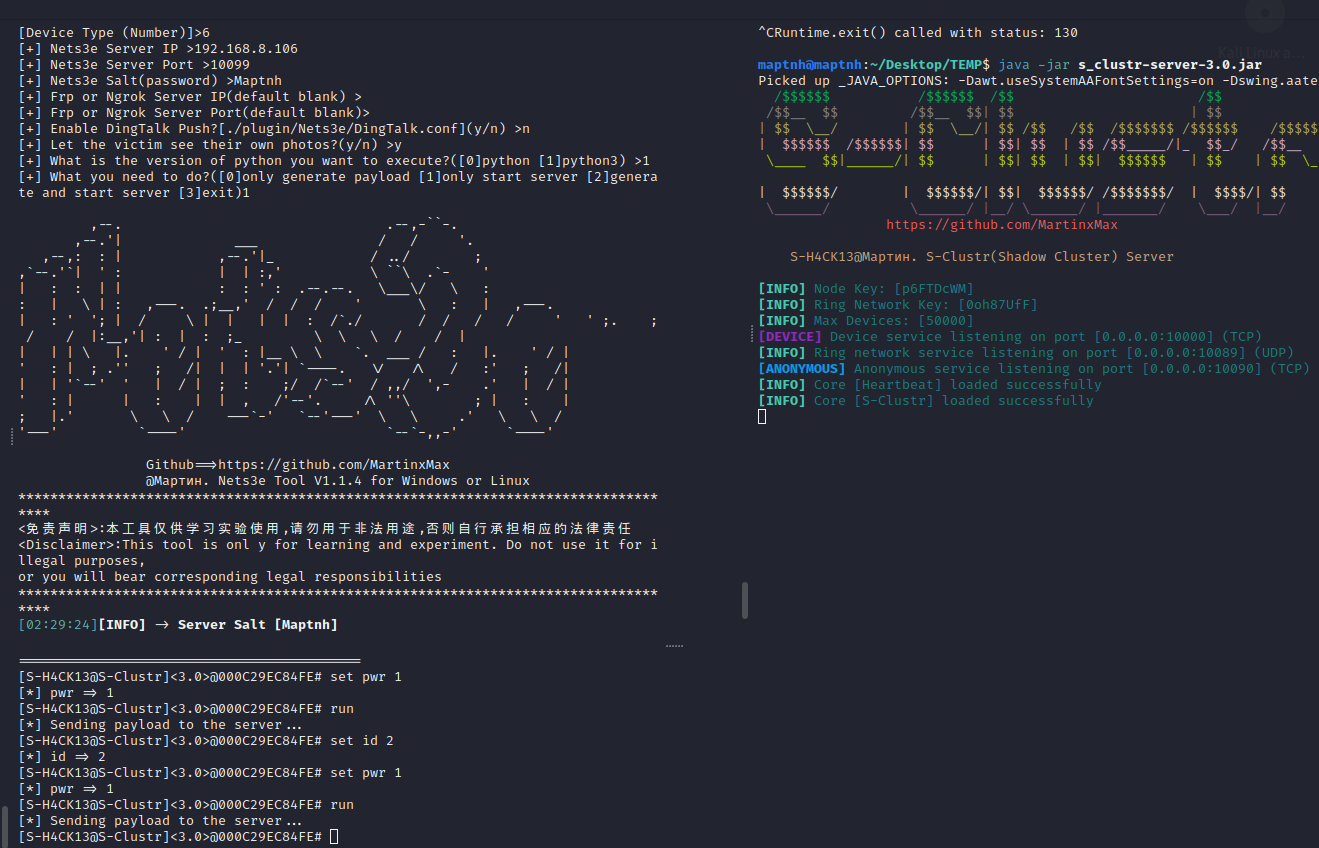 [Device Type (Number)]>6
[+] Nets3e Server IP >192.168.8.106
[+] Nets3e Server Port >10099
[+] Nets3e Salt(password) >Maptnh
[+] Frp or Ngrok Server IP(default blank) >
[+] Frp or Ngrok Server Port(default blank)>
[+] Enable DingTalk Push?[./plugin/Nets3e/DingTalk.conf](y/n) >n
[+] Let the victim see their own photos?(y/n) >y
[+] What is the version of python you want to execute?([0]python [1]python3) >1
[+] What you need to do?([0]only generate payload [1]only start server [2]genera
te and start server [3]exit)1
Github==>https://github.com/MartinxMax
@Мартин. Nets3e Tool V1.1.4 for Windows or Linux
********************************************************************************
****
<免责声明>:本工具仅供学习实验使用,请勿用于非法用途,否则自行承担相应的法律责任
<Disclaimer>:This tool is onl y for learning and experiment. Do not use it for i
llegal purposes,
or you will bear corresponding legal responsibilities
********************************************************************************
****
[02:29:24][INFO] -> Server Salt [Maptnh]
[S-H4CK13@S-Clustr]<3.0>@000C29EC84FE# set pwr 1
[*] pwr => 1
[S-H4CK13@S-Clustr]<3.0>@000C29EC84FE# run
[*] Sending payload to the server...
[S-H4CK13@S-Clustr]<3.0>@000C29EC84FE# set id 2
[*] id => 2
[S-H4CK13@S-Clustr]<3.0>@000C29EC84FE# set pwr 1
[*] pwr => 1
[S-H4CK13@S-Clustr]<3.0>@000C29EC84FE# run
[*] Sending payload to the server...
[S-H4CK13@S-Clustr]<3.0>@000C29EC84FE#
^CRuntime.exit() called with status: 130
maptnh@maptnh:~/Desktop/TEMP$ java -jar s_clustr-server-3.0.jar
Picked up _JAVA_OPTIONS: -Dawt.useSystemAAFontSettings=on -Dswing.aate
https://github.com/MartinxMax
S-H4CK13@Мартин. S-Clustr(Shadow Cluster) Server
[INFO] Node Key: [p6FTDcWM]
[INFO] Ring Network Key: [0oh87UfF]
[INFO] Max Devices: [50000]
[DEVICE] Device service listening on port [0.0.0.0:10000] (TCP)
[INFO] Ring network service listening on port [0.0.0.0:10089] (UDP)
[ANONYMOUS] Anonymous service listening on port [0.0.0.0:10090] (TCP)
[INFO] Core [Heartbeat] loaded successfully
[INFO] Core [S-Clustr] loaded successfully